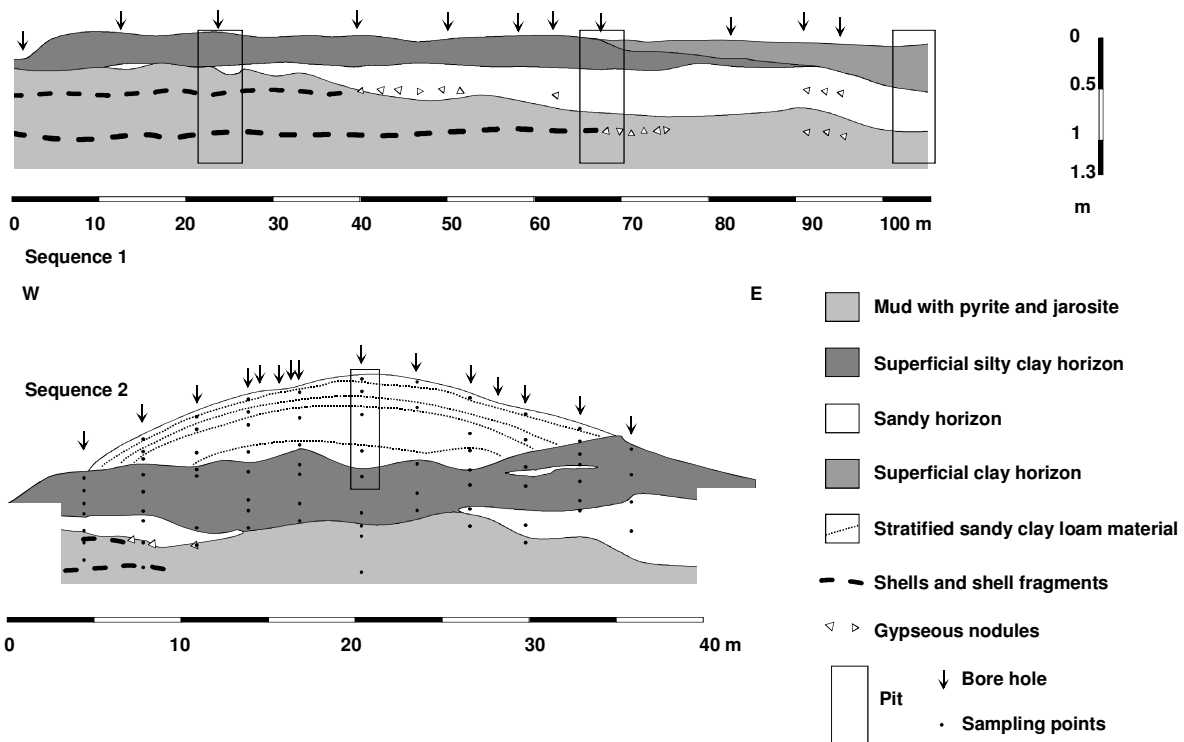 0
0.5
1
1.3
m
0 10 20 30 40 50 60 70 80 90 100 m
Sequence 1
W E
Mud with pyrite and jarosite
Superficial silty clay horizon
Sequence 2
Sandy horizon
Superficial clay horizon
Stratified sandy clay loam material
Shells and shell fragments
Gypseous nodules
0 10 20 30 40 m
Pit
Bore hole
Sampling points